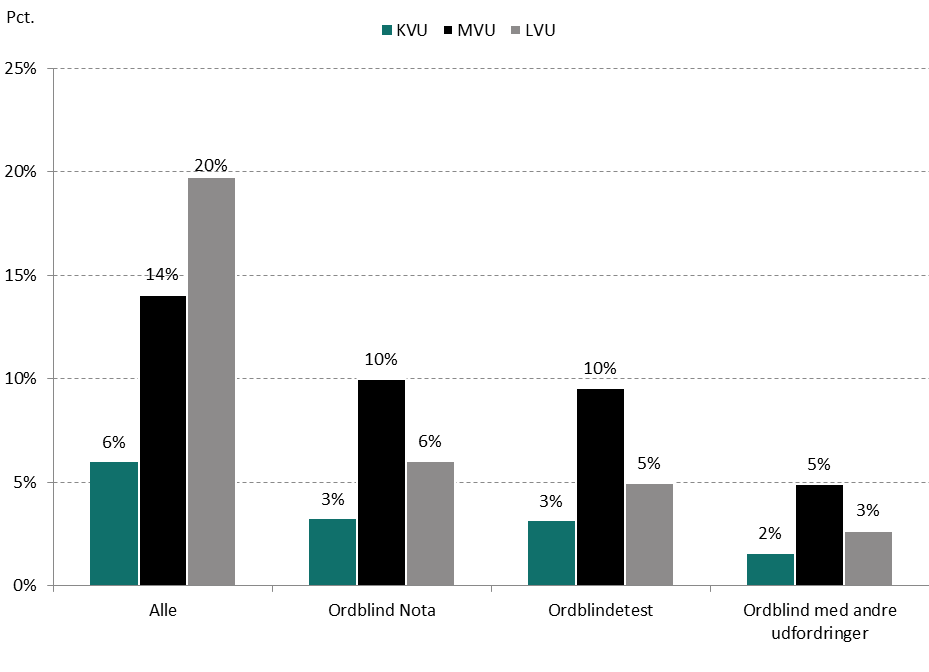 Pct.
KVU MVU LVU
25%
20%
15%
10%
5%
0%
6%
14%
20%
3%
10%
6%
3%
10%
5%
2%
5%
3%
Alle
Ordblind Nota
Ordblindetest
Ordblind med andre
udfordringer